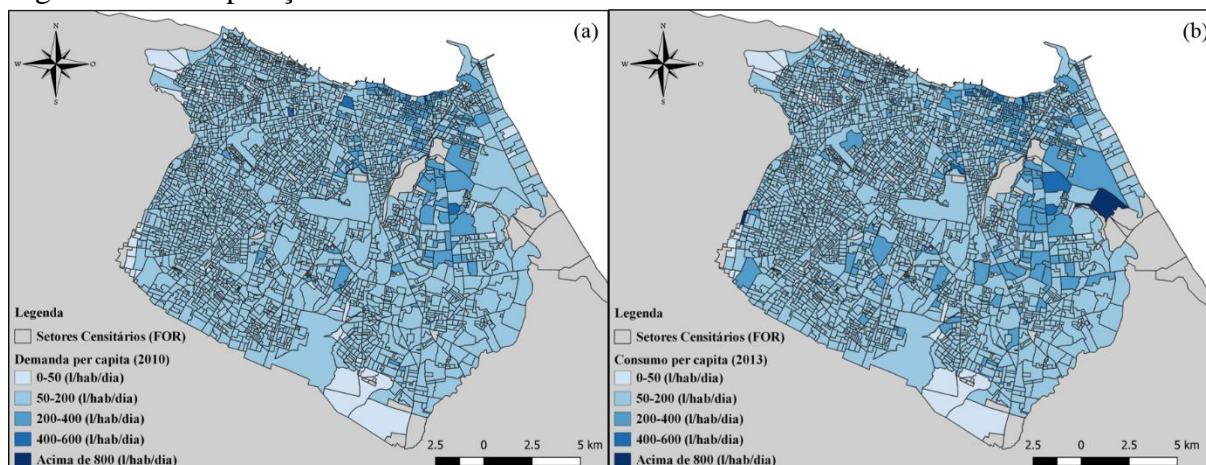 (a)
N
W
O
S
Legenda
Setores Censitários (FOR)
Demanda per capita (2010)
0-50 (l/hab/dia)
50-200 (l/hab/dia)
200-400 (l/hab/dia)
400-600 (l/hab/dia)
Acima de 800 (l/hab/dia)
2.5 0 2.5 5 km
(b)
N
W
O
S
Legenda
Setores Censitários (FOR)
Consumo per capita (2013)
0-50 (l/hab/dia)
50-200 (l/hab/dia)
200-400 (l/hab/dia)
400-600 (l/hab/dia)
Acima de 800 (l/hab/dia)
2.5 0 2.5 5 km